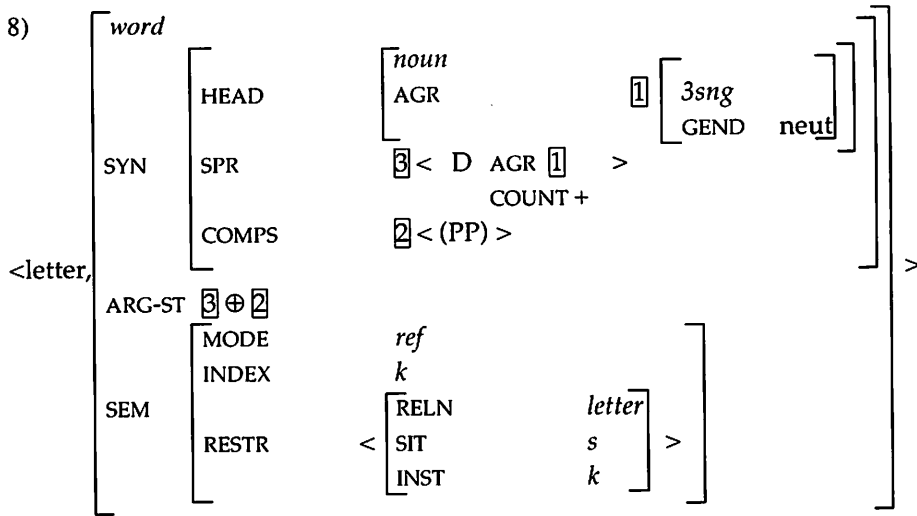 8)
word
noun
HEAD AGR 1 3sng
GEND neut
SYN SPR 3 < D AGR 1 >
COUNT +
COMPS 2 < (PP) >
<letter, >
ARG-ST 3 ⊕ 2
MODE ref
INDEX k
SEM RELN letter
RESTR < SIT s >
INST k